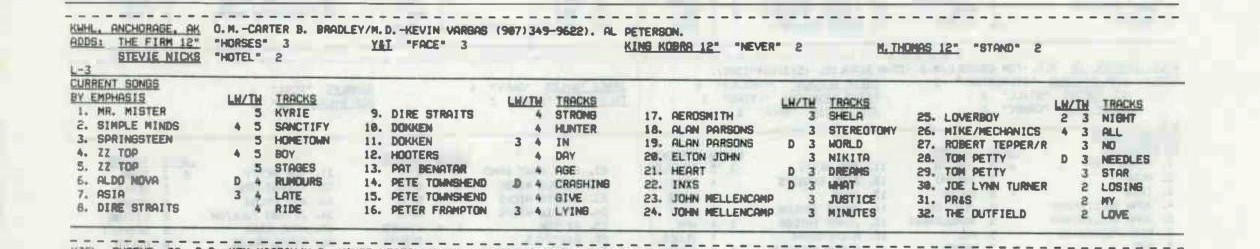 KWHL, ANCHORAGE, AK O.M.-CARTER B. BRADLEY/M.D.-KEVIN VARGAS (907)349-9622). AL PETERSON.
ADDS: THE FIRM 12" "HORSES" 3 Y&T "FACE" 3 KING KOBRA 12" "NEVER" 2 M.THOMAS 12" "STAND" 2
STEVIE NICKS "HOTEL" 2
L-3
CURRENT SONGS
BY EMPHASIS LW/TW TRACKS LW/TW TRACKS LW/TW TRACKS LW/TW TRACKS
1. MR. MISTER 5 KYRIE 9. DIRE STRAITS 4 STRONG 17. AEROSMITH 3 SHELA 25. LOVERBOY 2 3 NIGHT
2. SIMPLE MINDS 4 5 SANCTIFY 10. DOKKEN 4 HUNTER 18. ALAN PARSONS 3 STEREOTOMY 26. MIKE/MECHANICS 4 3 ALL
3. SPRINGSTEEN 5 HOMETOWN 11. DOKKEN 3 4 IN 19. ALAN PARSONS D 3 WORLD 27. ROBERT TEPPER/R 3 NO
4. ZZ TOP 4 5 BOY 12. HOOTERS 4 DAY 20. ELTON JOHN 3 NIKITA 28. TOM PETTY D 3 NEEDLES
5. ZZ TOP 5 STAGES 13. PAT BENATAR 4 AGE 21. HEART D 3 DREAMS 29. TOM PETTY 3 STAR
6. ALDO NOVA D 4 RUMOURS 14. PETE TOWNSHEND D 4 CRASHING 22. INXS D 3 WHAT 30. JOE LYNN TURNER 2 LOSING
7. ASIA 3 4 LATE 15. PETE TOWNSHEND 4 GIVE 23. JOHN MELLENCAMP 3 JUSTICE 31. PR&S 2 MY
8. DIRE STRAITS 4 RIDE 16. PETER FRAMPTON 3 4 LYING 24. JOHN MELLENCAMP 3 MINUTES 32. THE OUTFIELD 2 LOVE